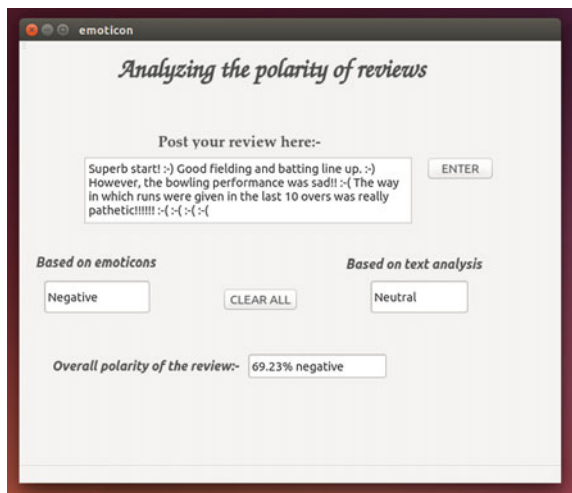 emoticon
Analyzing the polarity of reviews
Post your review here:-
Superb start! :-) Good fielding and batting line up. :-)
However, the bowling performance was sad!! :-( The way
in which runs were given in the last 10 overs was really
pathetic!!!!!! :-( :-( :-( :-(
ENTER
Based on emoticons
Based on text analysis
Negative
CLEAR ALL
Neutral
Overall polarity of the review:- 69.23% negative